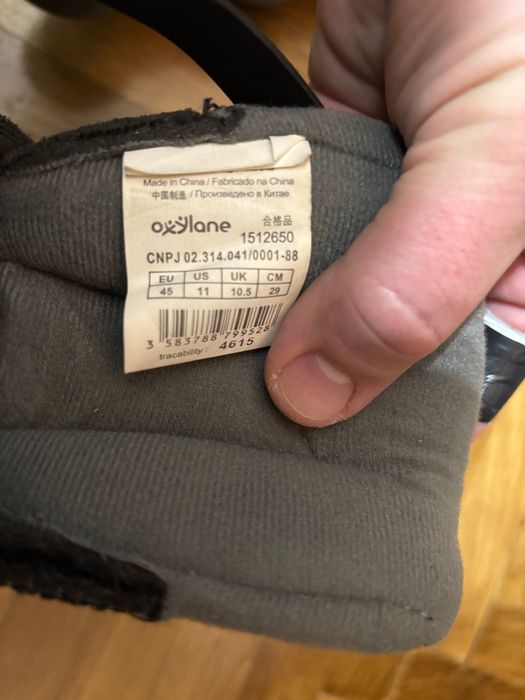 Made in China / Fabricado na China
中国制造 / Произведено в Китае
oxylane 合格品
1512650
CNPJ 02.314.041/0001-88
EU US UK CM
45 11 10.5 29
3 583788 799528
tracability : 4615